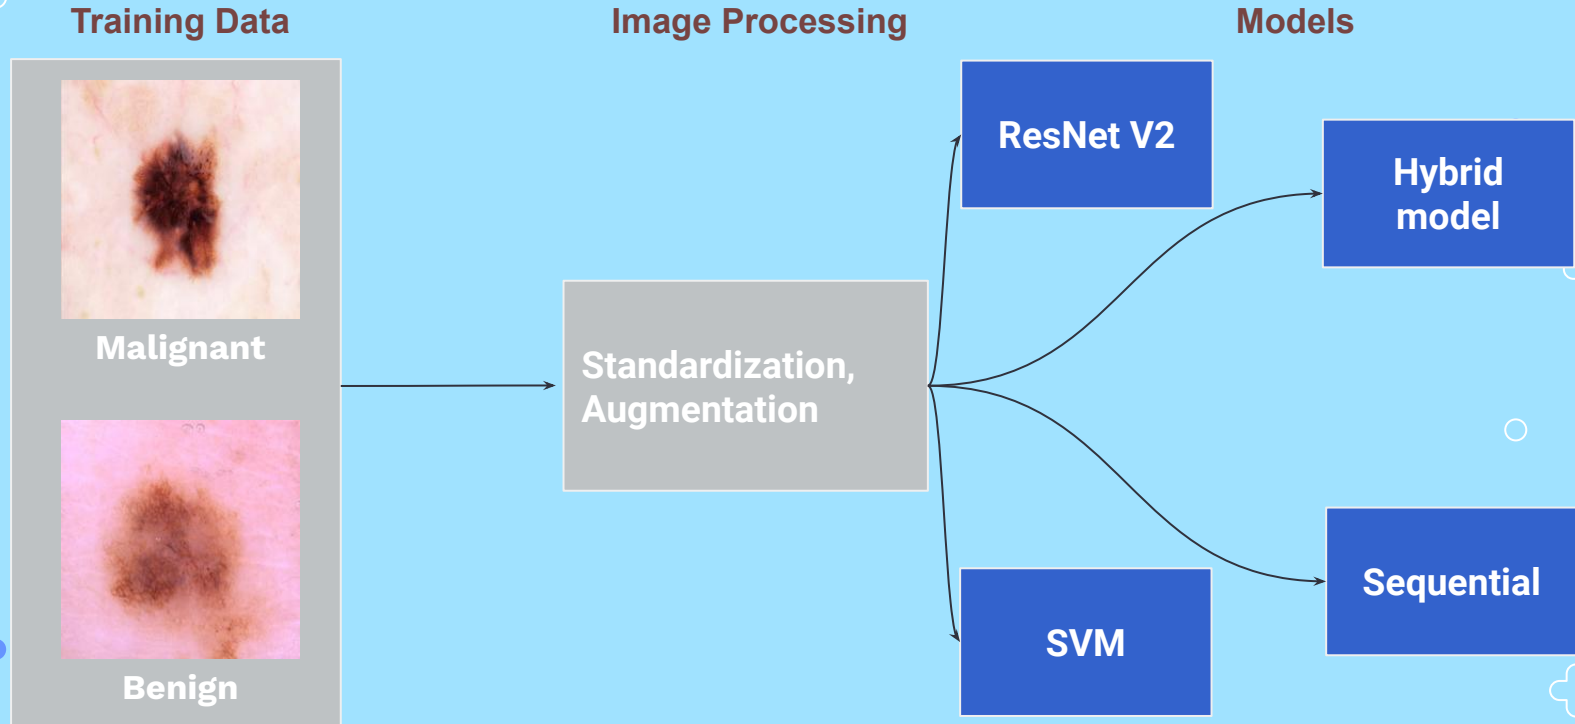 Training Data
Image Processing
Models
Malignant
Benign
Standardization,
Augmentation
ResNet V2
Hybrid
model
Sequential
SVM